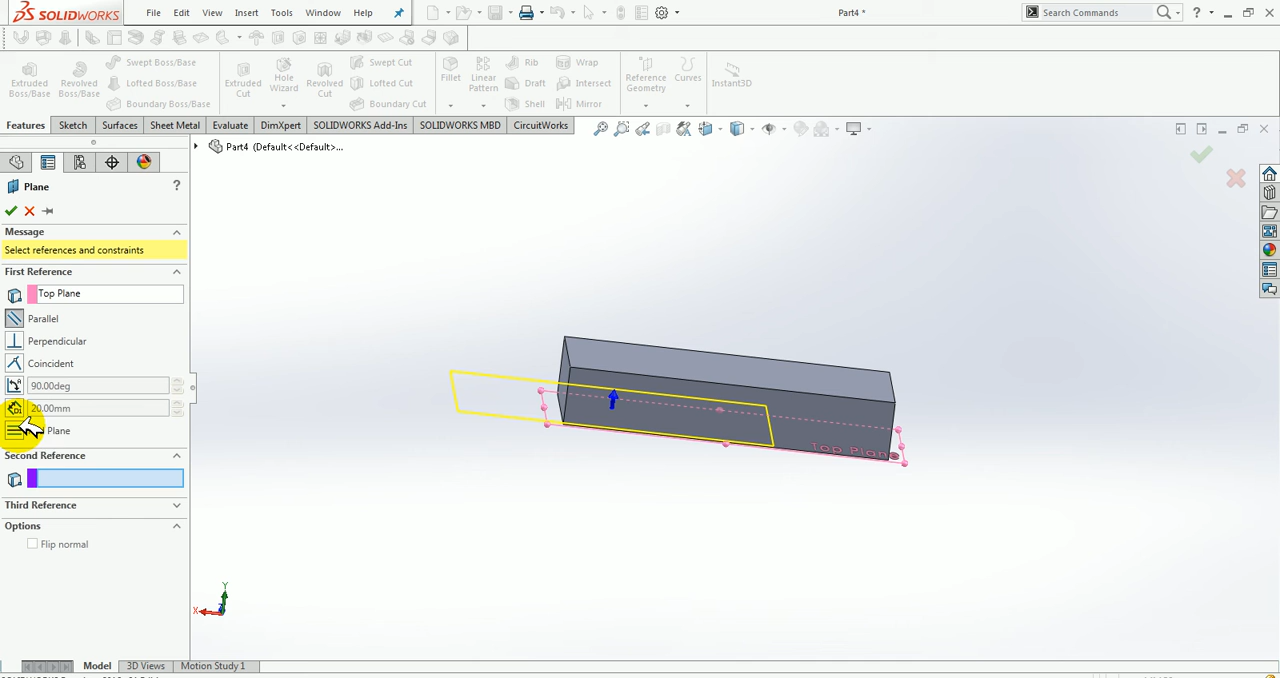 SOLIDWORKS File Edit View Insert Tools Window Help Part4 * Search Commands
Extruded Boss/Base
Revolved Boss/Base
Swept Boss/Base
Lofted Boss/Base
Boundary Boss/Base
Extruded Cut
Hole Wizard
Revolved Cut
Swept Cut
Lofted Cut
Boundary Cut
Fillet
Linear Pattern
Rib
Draft
Shell
Wrap
Intersect
Mirror
Reference Geometry
Curves
Instant3D
Features Sketch Surfaces Sheet Metal Evaluate DimXpert SOLIDWORKS Add-Ins SOLIDWORKS MBD CircuitWorks
Part4 (Default<<Default>...
Plane ?
Message
Select references and constraints
First Reference
Top Plane
Parallel
Perpendicular
Coincident
90.00deg
20.00mm
Plane
Second Reference
Third Reference
Options
Flip normal
Top Plane
Y
X
Model 3D Views Motion Study 1